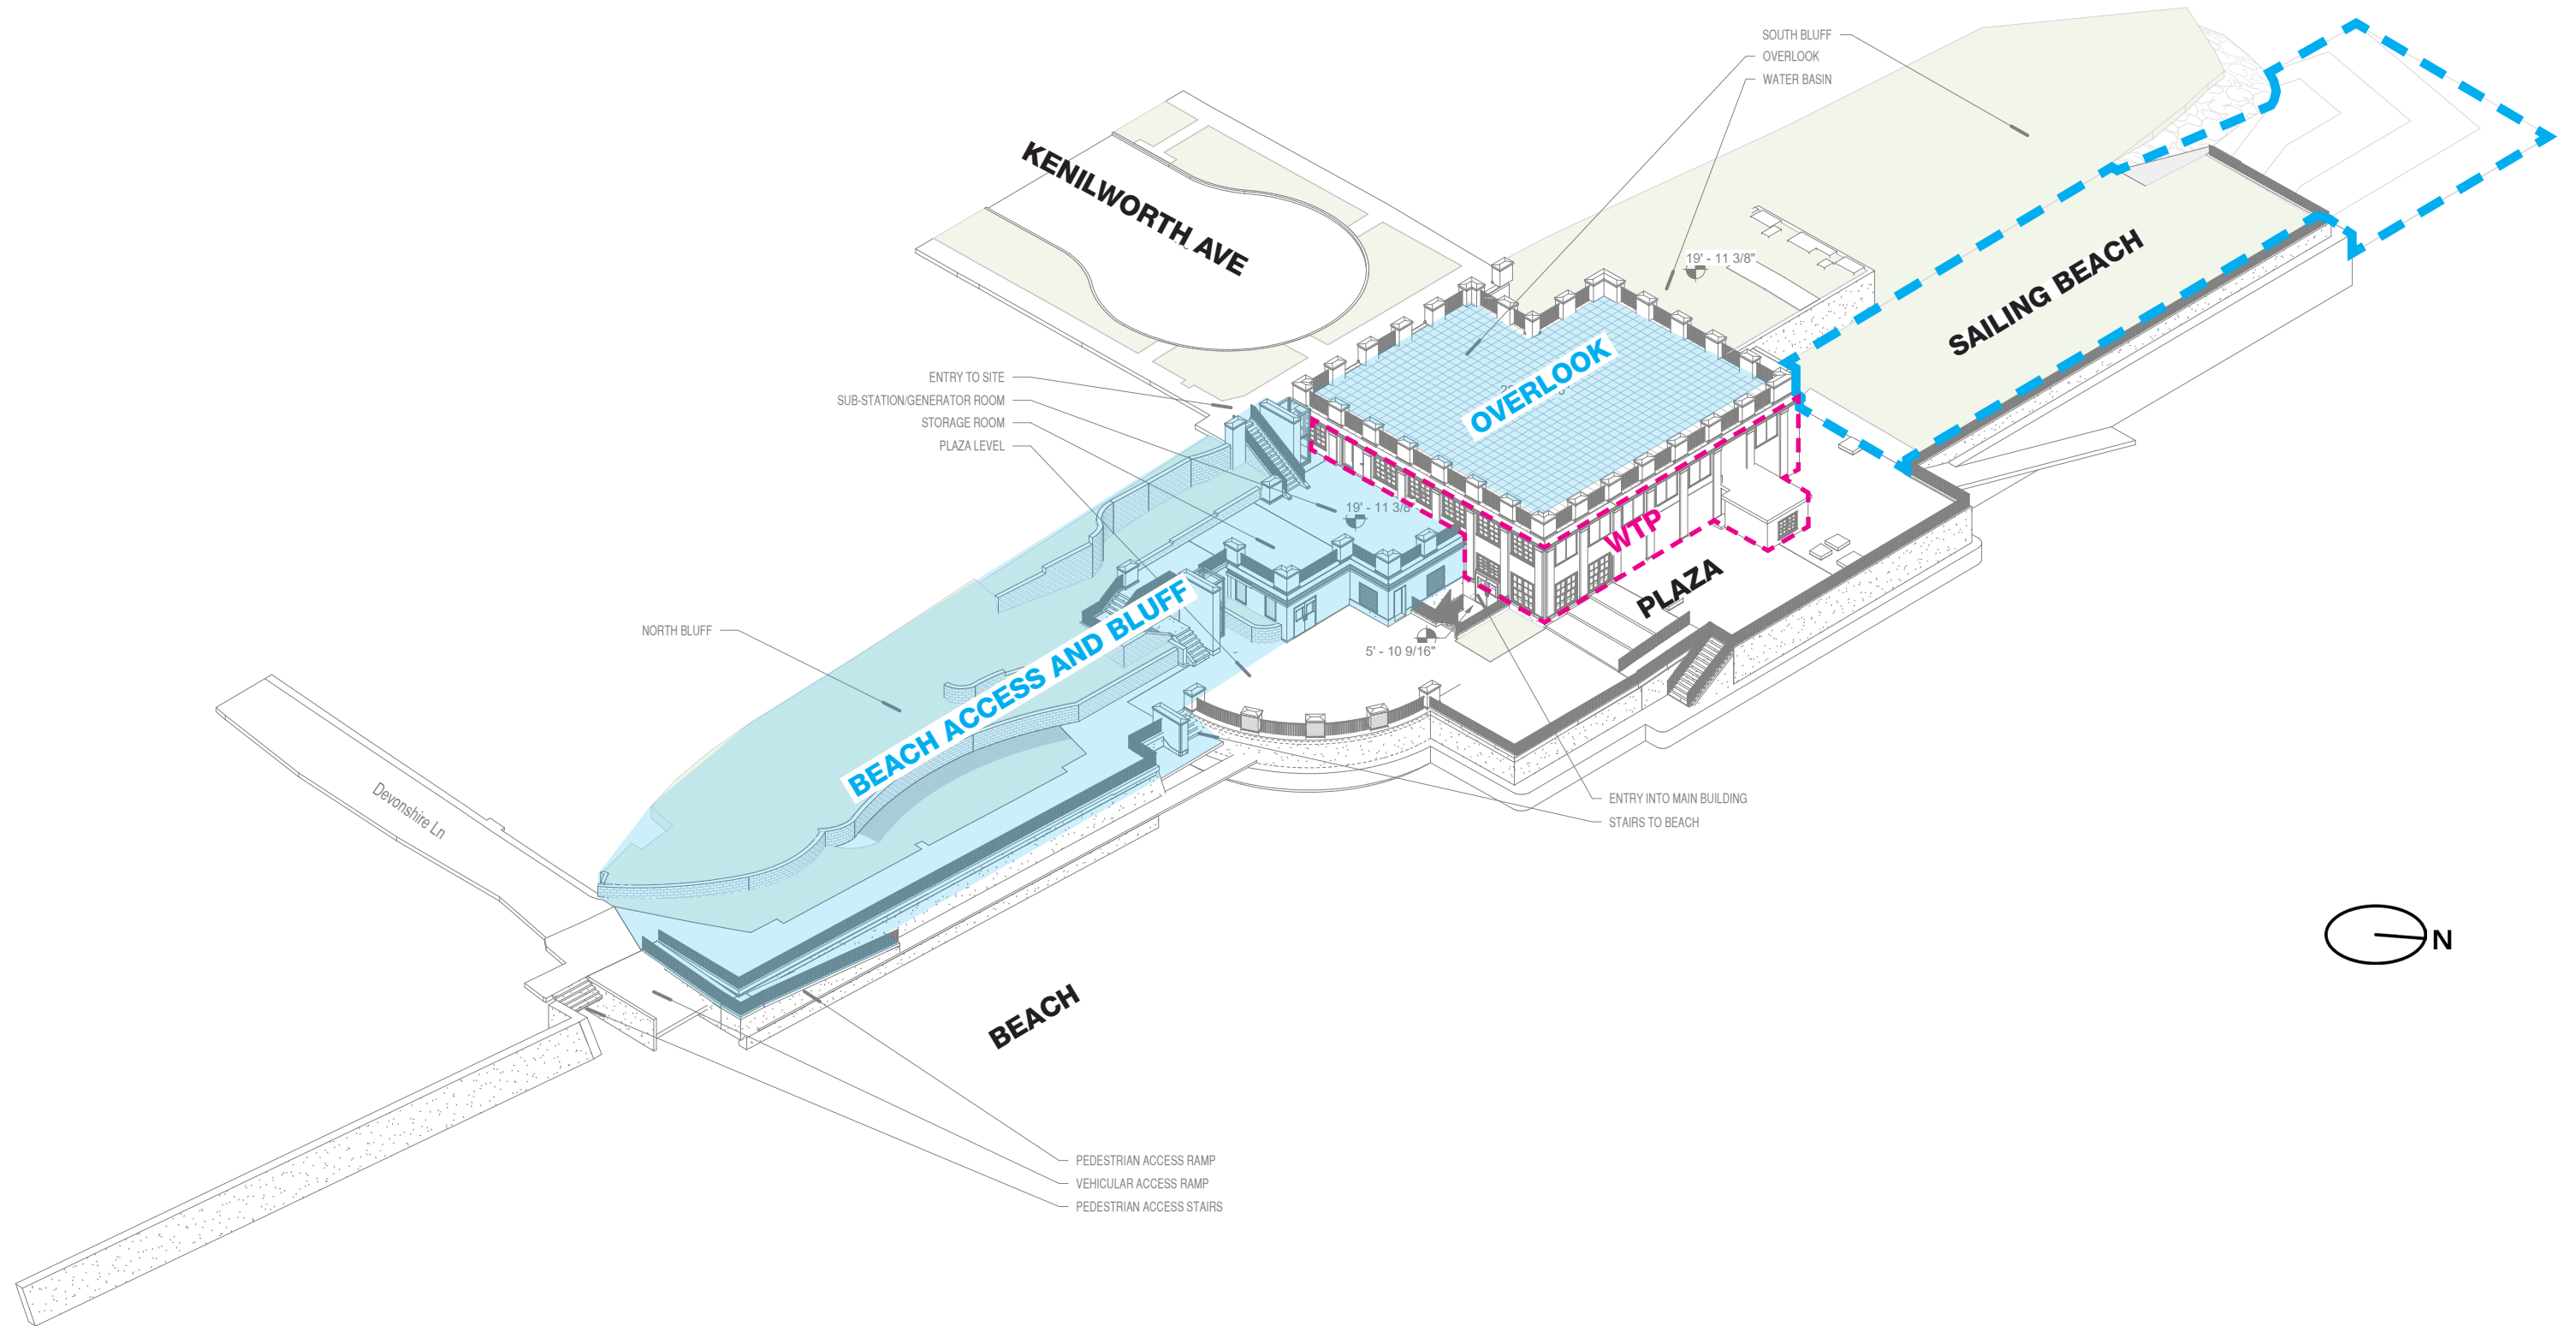 SOUTH BLUFF
OVERLOOK
WATER BASIN
KENILWORTH AVE
19' - 11 3/8"
SAILING BEACH
OVERLOOK
ENTRY TO SITE
SUB-STATION/GENERATOR ROOM
STORAGE ROOM
PLAZA LEVEL
19' - 11 3/8
WTP
PLAZA
NORTH BLUFF
BEACH ACCESS AND BLUFF
5' - 10 9/16"
Devonshire Ln
ENTRY INTO MAIN BUILDING
STAIRS TO BEACH
N
BEACH
PEDESTRIAN ACCESS RAMP
VEHICULAR ACCESS RAMP
PEDESTRIAN ACCESS STAIRS